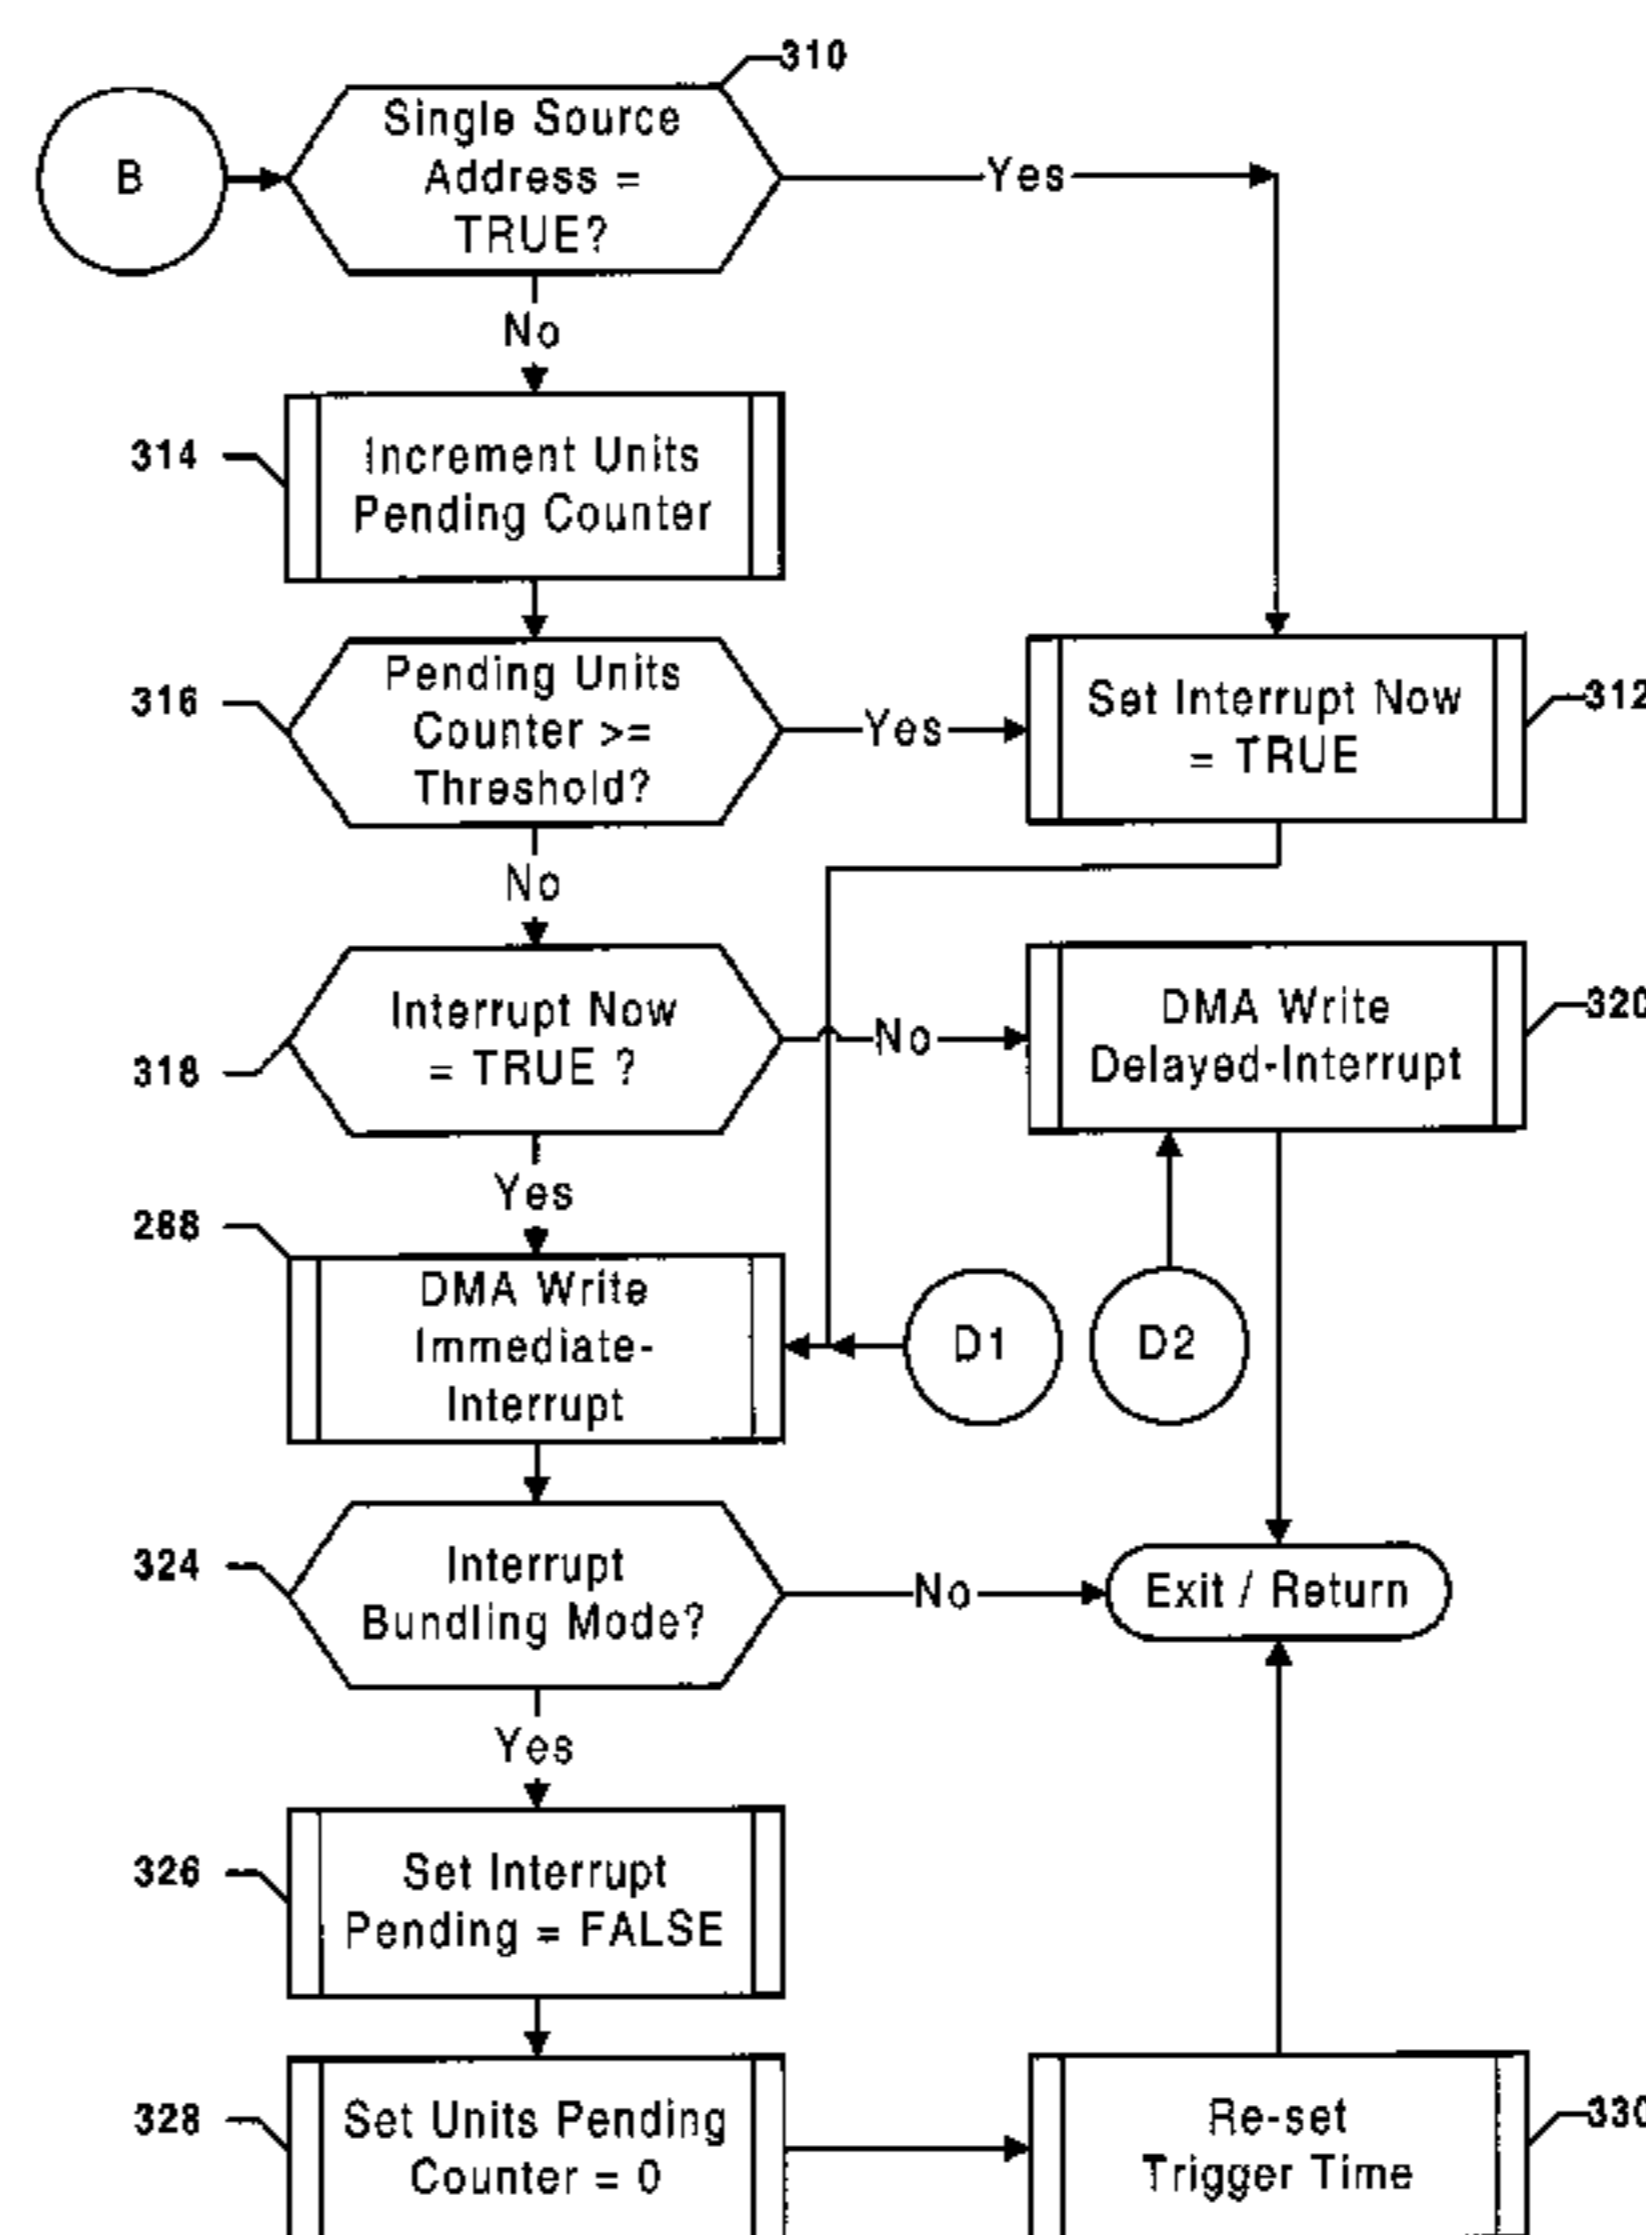 310
B
Single Source
Address =
TRUE?
Yes
No
314
Increment Units
Pending Counter
316
Pending Units
Counter >=
Threshold?
Yes
Set Interrupt Now
= TRUE
312
No
318
Interrupt Now
= TRUE ?
No
DMA Write
Delayed-Interrupt
320
Yes
288
DMA Write
Immediate-
Interrupt
D1
D2
324
Interrupt
Bundling Mode?
No
Exit / Return
Yes
326
Set Interrupt
Pending = FALSE
328
Set Units Pending
Counter = 0
Re-set
Trigger Time
330